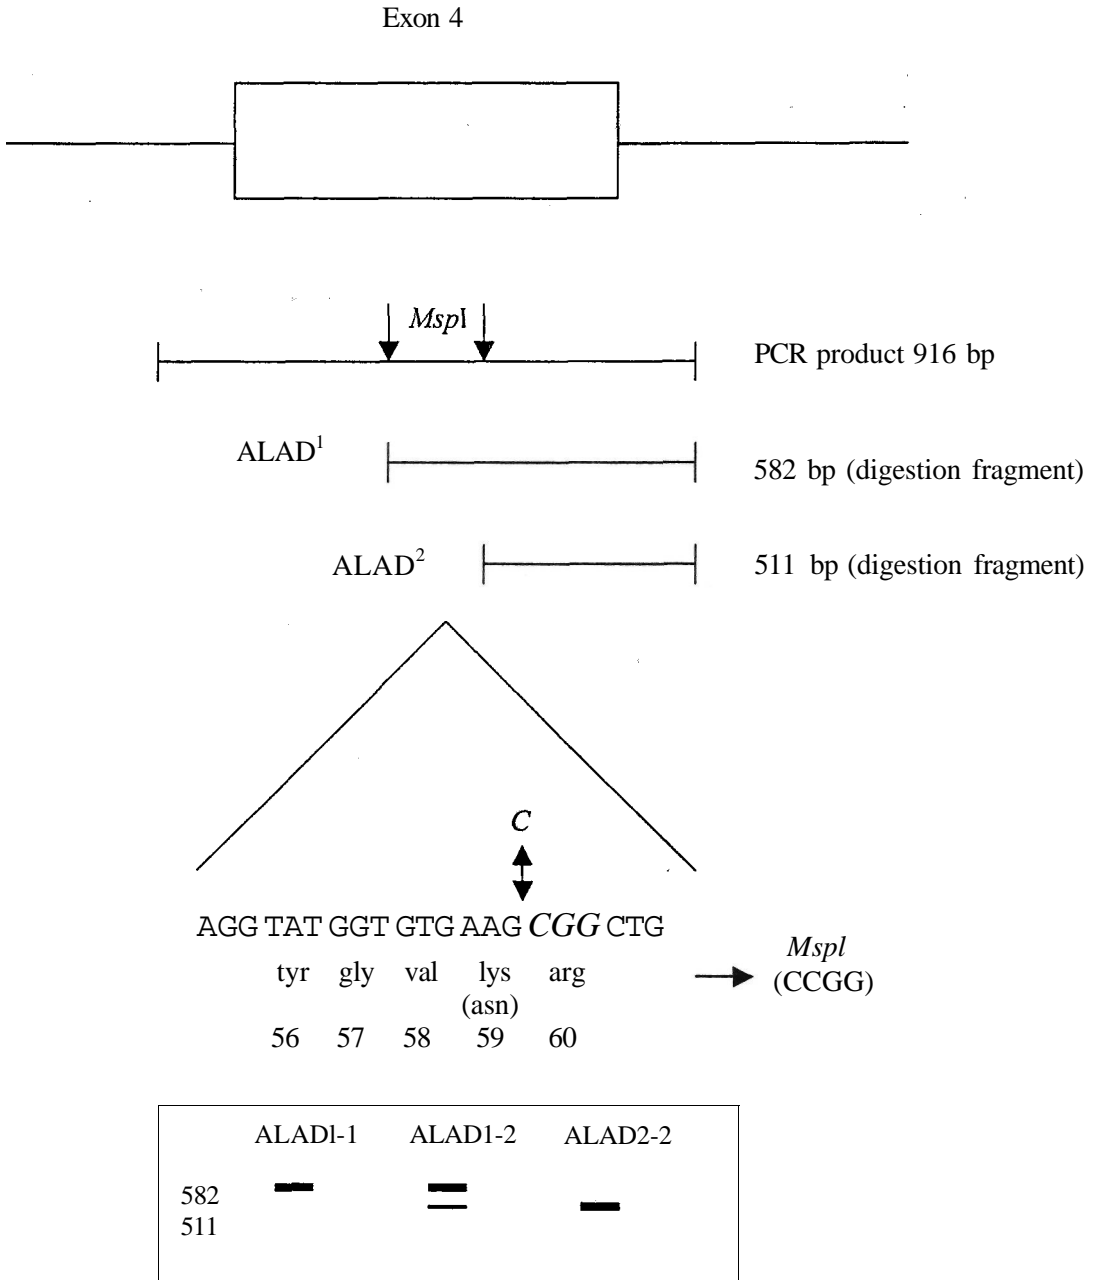 Exon 4
MspI
PCR product 916 bp
ALAD¹
582 bp (digestion fragment)
ALAD²
511 bp (digestion fragment)
C
AGG TAT GGT GTG AAG CGG CTG
tyr gly val lys arg
(asn)
56 57 58 59 60
Mspl
(CCGG)
ALADl-1 ALAD1-2 ALAD2-2
582
511